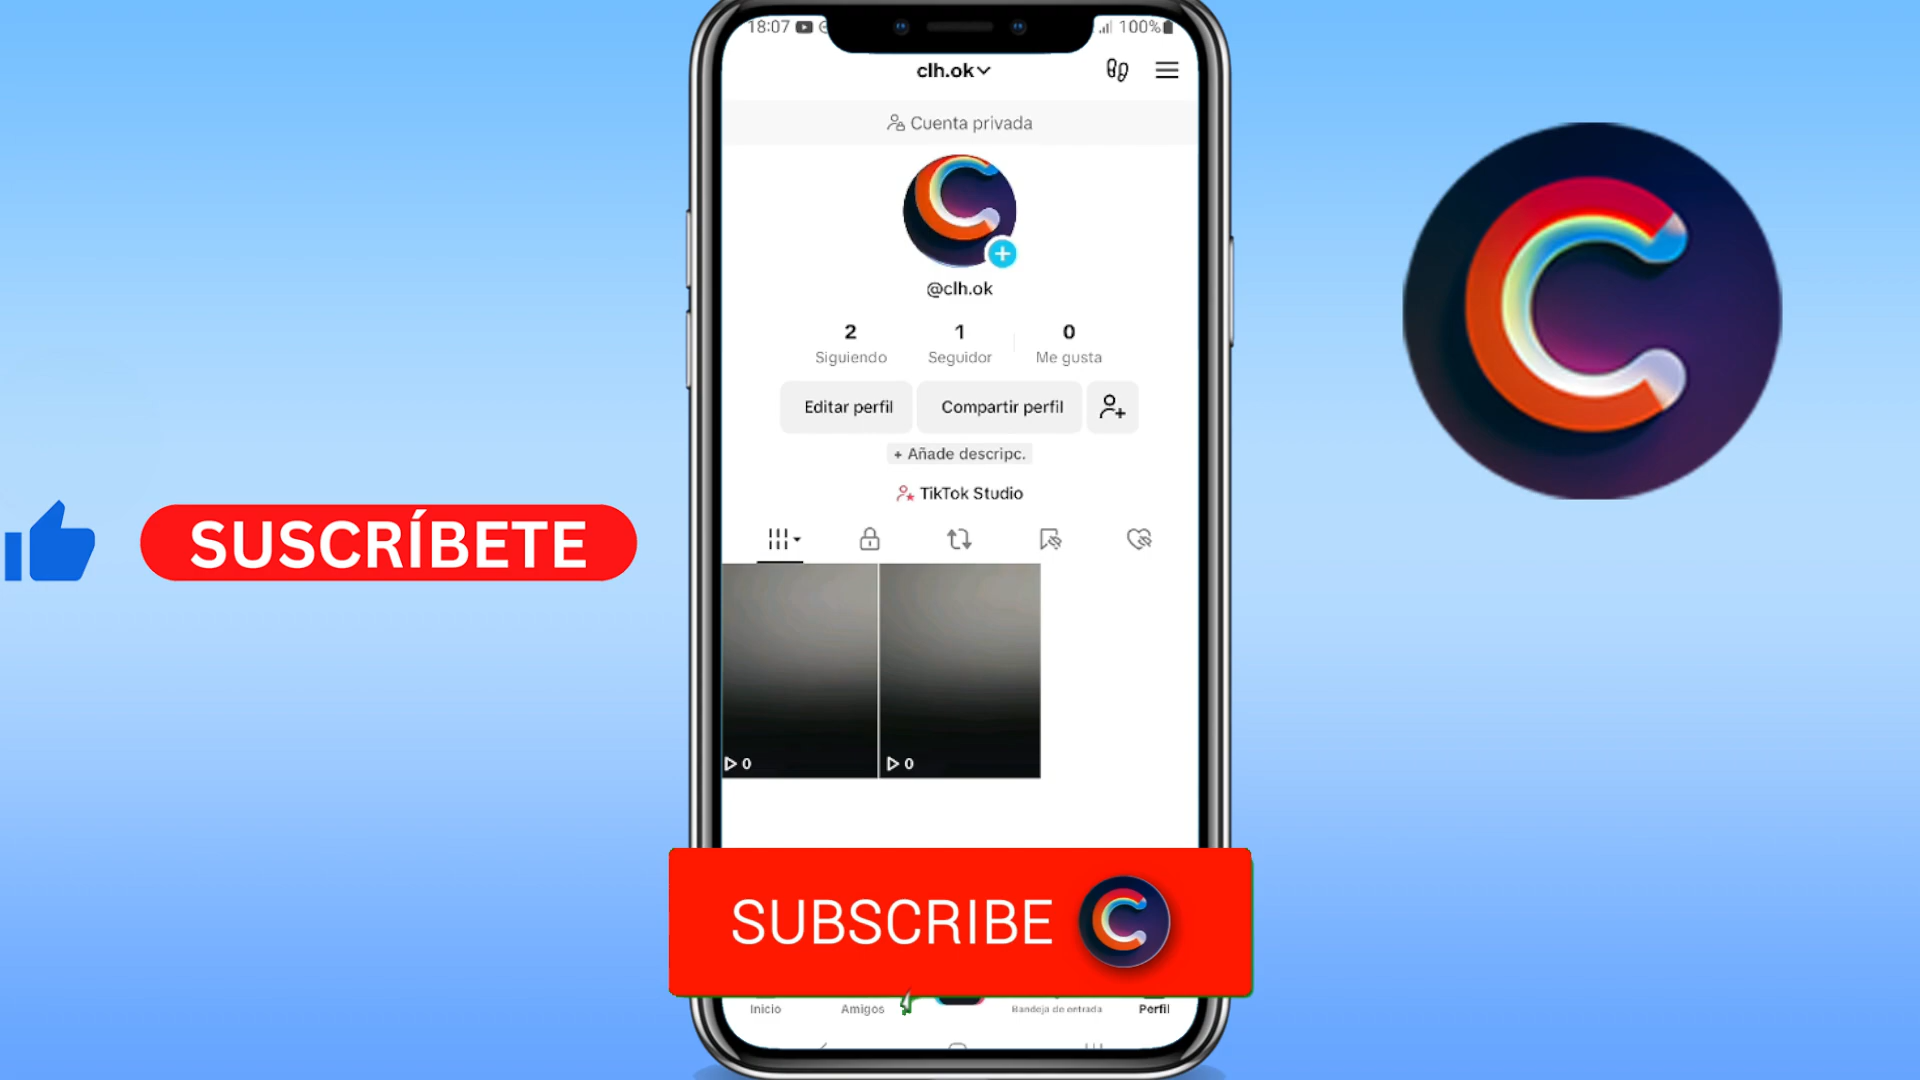 18:07
100%
clh.ok
Cuenta privada
@clh.ok
2 1 0
Siguiendo Seguidor Me gusta
Editar perfil Compartir perfil
+ Añade descripc.
TikTok Studio
SUSCRÍBETE
0 0
SUBSCRIBE
Inicio Amigos Bandeja de entrada Perfil